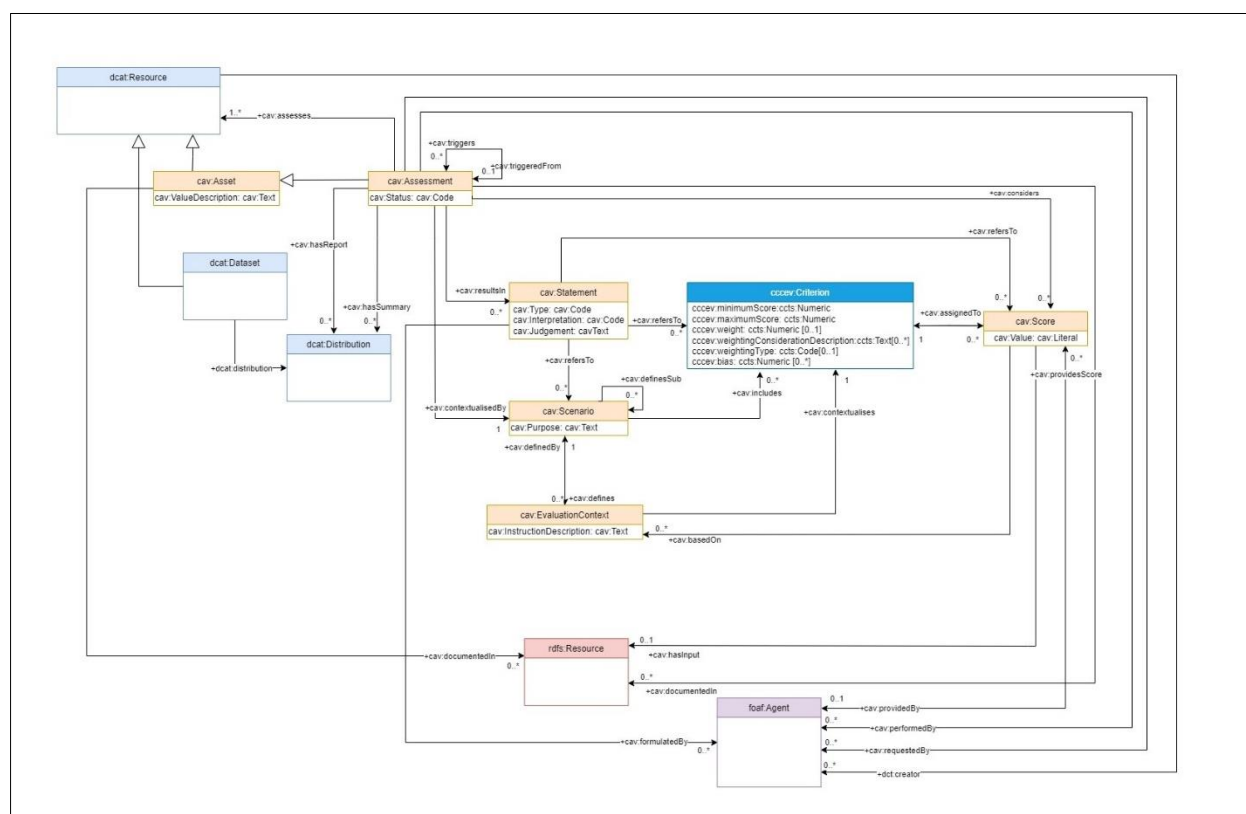 dcat:Resource
1..*
+cav:assesses
+cav:triggers
0..*
0..1
+cav:triggeredFrom
cav:Asset
cav:ValueDescription: cav:Text
cav:Assessment
cav:Status: cav:Code
+cav:considers
+cav:refersTo
+cav:hasReport
dcat:Dataset
+cav:resultsIn
0..*
cav:Statement
cav:Type: cav:Code
cav:Interpretation: cav:Code
cav:Judgement: cavText
cccev:Criterion
cccev:minimumScore:ccts:Numeric
cccev:maximumScore: ccts:Numeric
cccev:weight: ccts:Numeric [0..1]
cccev:weightingConsiderationDescription:ccts:Text[0..*]
cccev:weightingType: ccts:Code[0..1]
cccev:bias: ccts:Numeric [0..*]
0..*
0..*
+cav:hasSummary
0..*
0..*
+cav:refersTo
0..*
+cav:assignedTo
1
0..*
cav:Score
cav:Value: cav:Literal
dcat:Distribution
+dcat:distribution
+cav:refersTo
0..*
+cav:definesSub
0..*
0..*
+cav:includes
1
0..*
+cav:providesScore
+cav:contextualisedBy
1
cav:Scenario
cav:Purpose: cav:Text
+cav:contextualises
+cav:definedBy
1
0..*
+cav:defines
cav:EvaluationContext
cav:InstructionDescription: cav:Text
0..*
+cav:basedOn
+cav:documentedIn
0..*
rdfs:Resource
0..1
+cav:hasInput
0..*
+cav:documentedIn
foaf:Agent
0..1
+cav:providedBy
0..*
+cav:performedBy
+cav:formulatedBy
0..*
0..*
+cav:requestedBy
0..*
+dct:creator